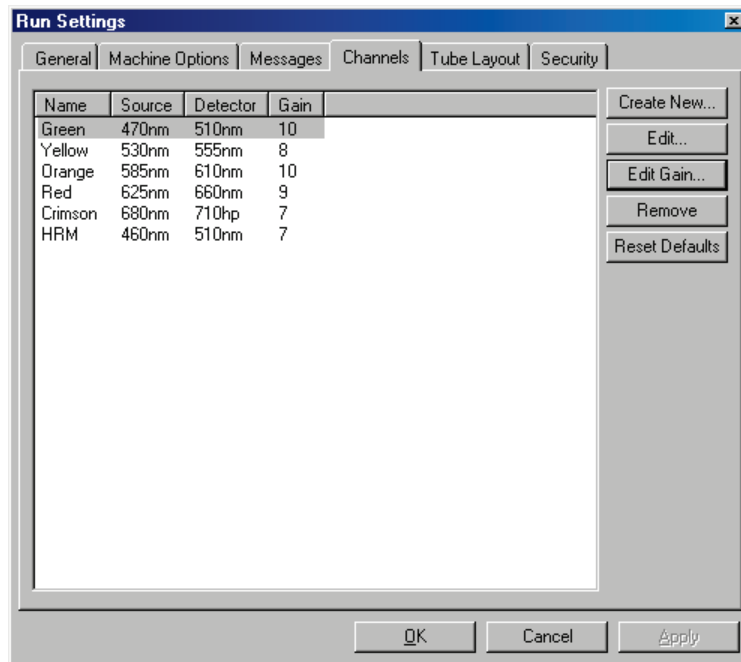 Run Settings
General Machine Options Messages Channels Tube Layout Security
Name Source Detector Gain
Green 470nm 510nm 10
Yellow 530nm 555nm 8
Orange 585nm 610nm 10
Red 625nm 660nm 9
Crimson 680nm 710hp 7
HRM 460nm 510nm 7
Create New...
Edit...
Edit Gain...
Remove
Reset Defaults
OK Cancel Apply